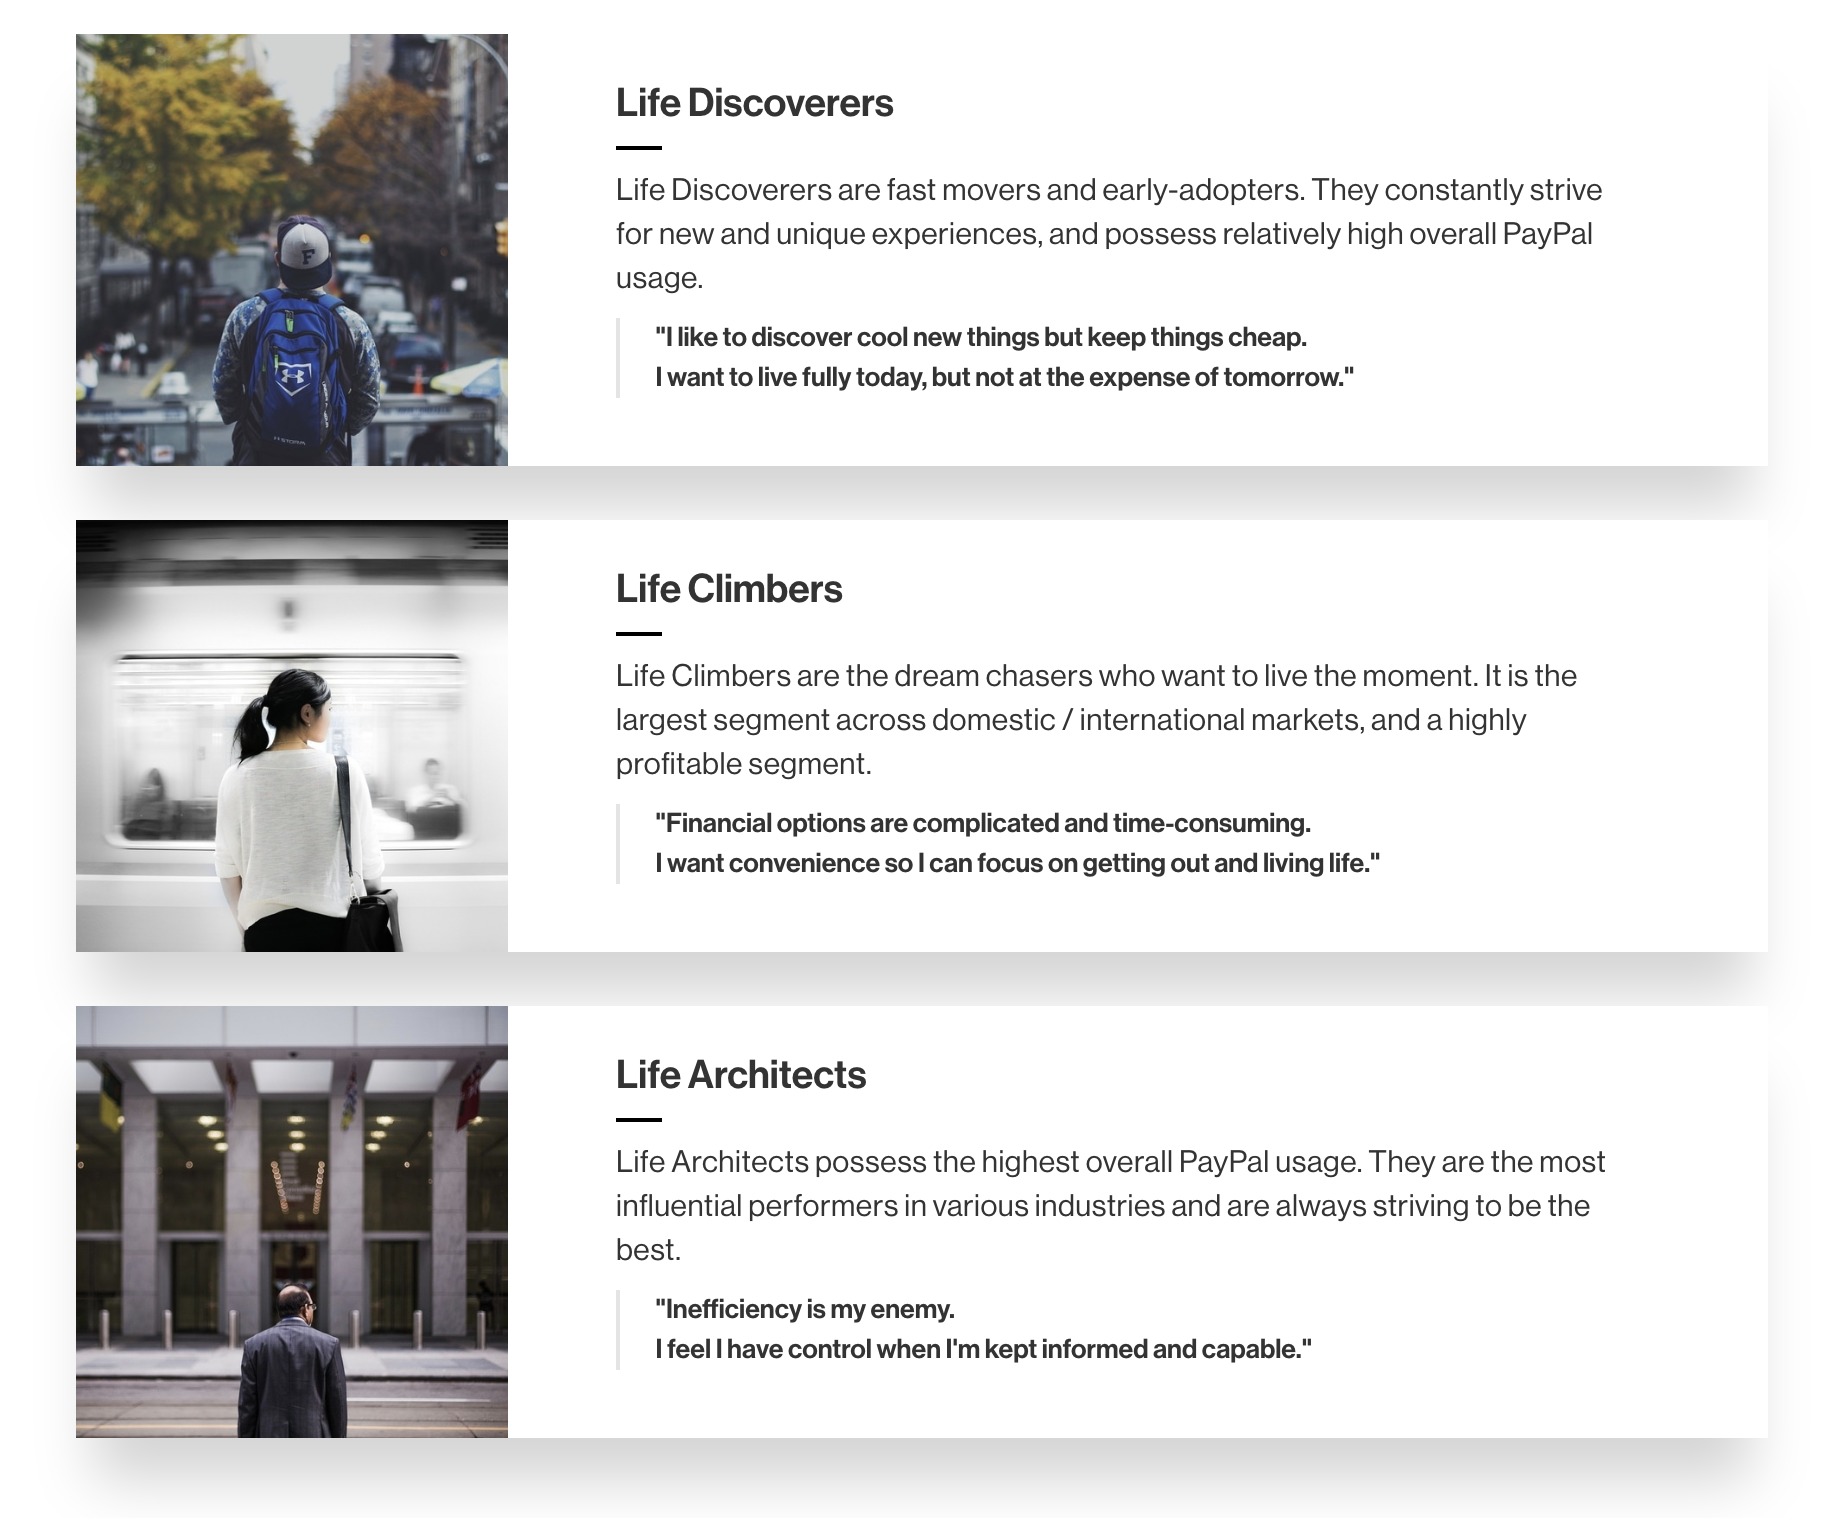 Life Discoverers
Life Discoverers are fast movers and early-adopters. They constantly strive
for new and unique experiences, and possess relatively high overall PayPal
usage.
"I like to discover cool new things but keep things cheap.
I want to live fully today, but not at the expense of tomorrow."
F
STORM
Life Climbers
Life Climbers are the dream chasers who want to live the moment. It is the
largest segment across domestic / international markets, and a highly
profitable segment.
"Financial options are complicated and time-consuming.
I want convenience so I can focus on getting out and living life."
Life Architects
Life Architects possess the highest overall PayPal usage. They are the most
influential performers in various industries and are always striving to be the
best.
"Inefficiency is my enemy.
I feel I have control when I'm kept informed and capable."